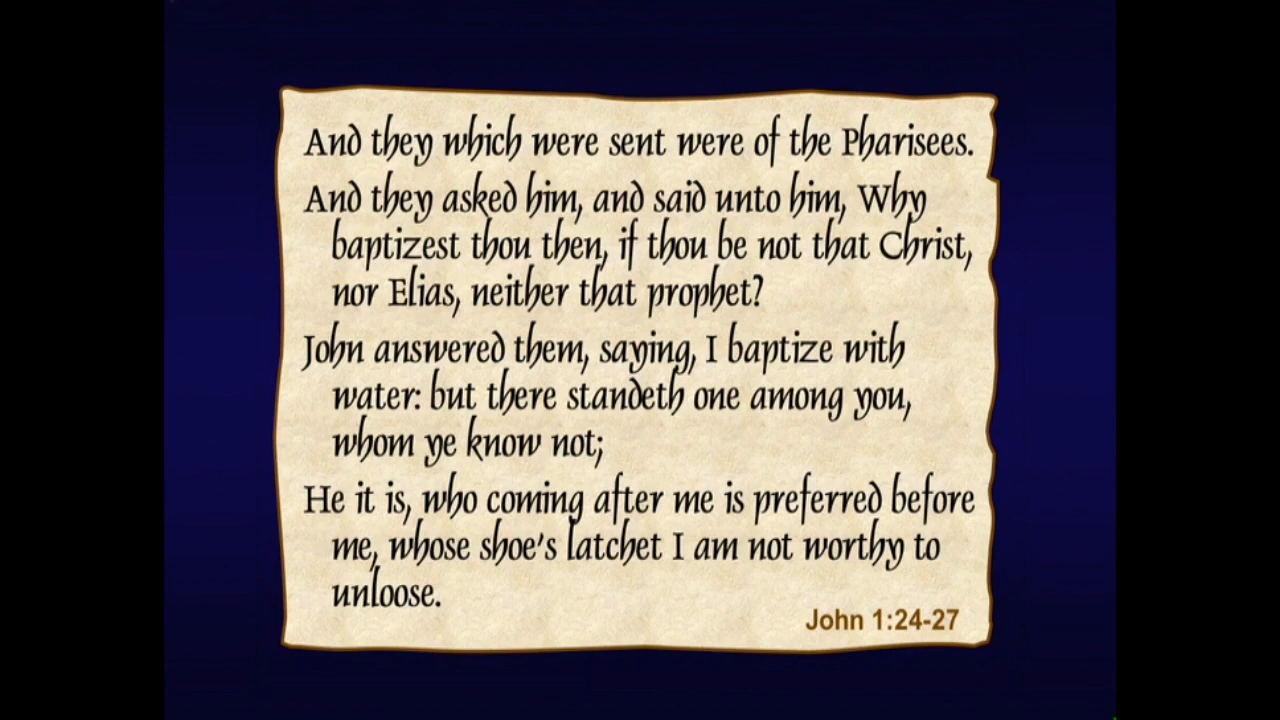 And they which were sent were of the Pharisees.
And they asked him, and said unto him, Why
baptizest thou then, if thou be not that Christ,
nor Elias, neither that prophet?
John answered them, saying, I baptize with
water: but there standeth one among you,
whom ye know not;
He it is, who coming after me is preferred before
me, whose shoe's latchet I am not worthy to
unloose.
John 1:24-27